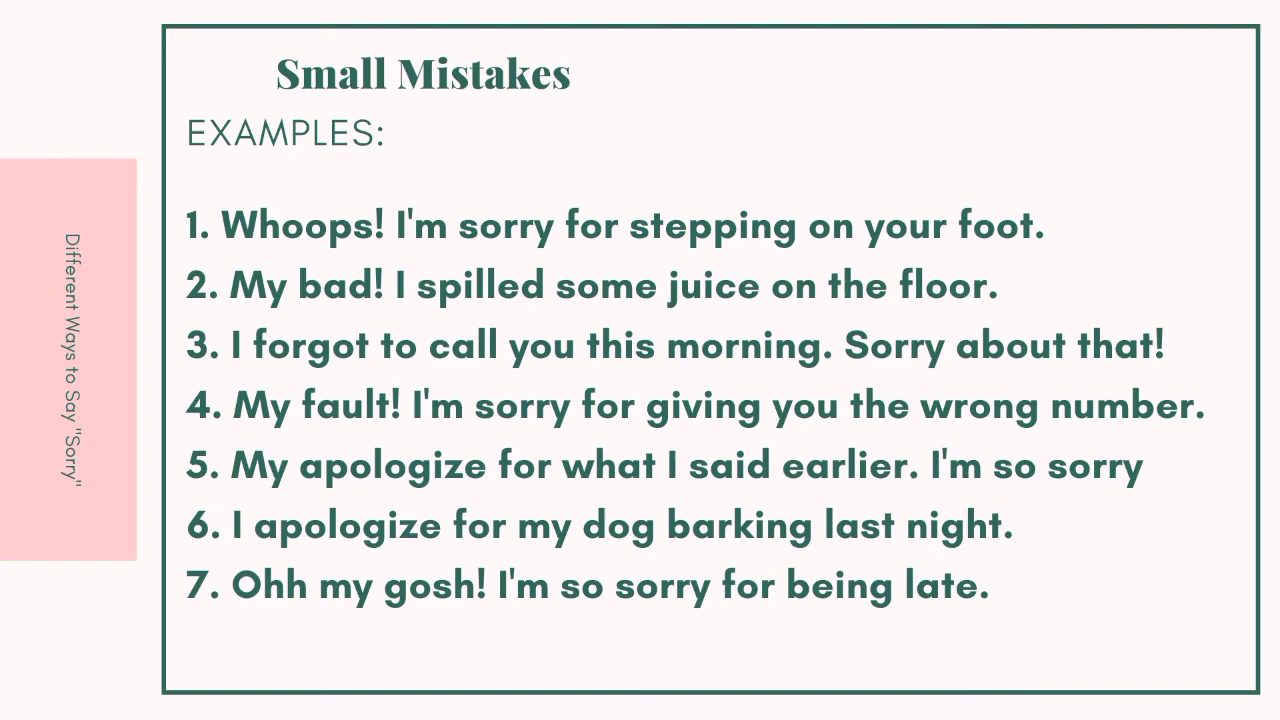 Small Mistakes
EXAMPLES:
1. Whoops! I'm sorry for stepping on your foot.
2. My bad! I spilled some juice on the floor.
3. I forgot to call you this morning. Sorry about that!
4. My fault! I'm sorry for giving you the wrong number.
5. My apologize for what I said earlier. I'm so sorry
6. I apologize for my dog barking last night.
7. Ohh my gosh! I'm so sorry for being late.
Different Ways to Say "Sorry"